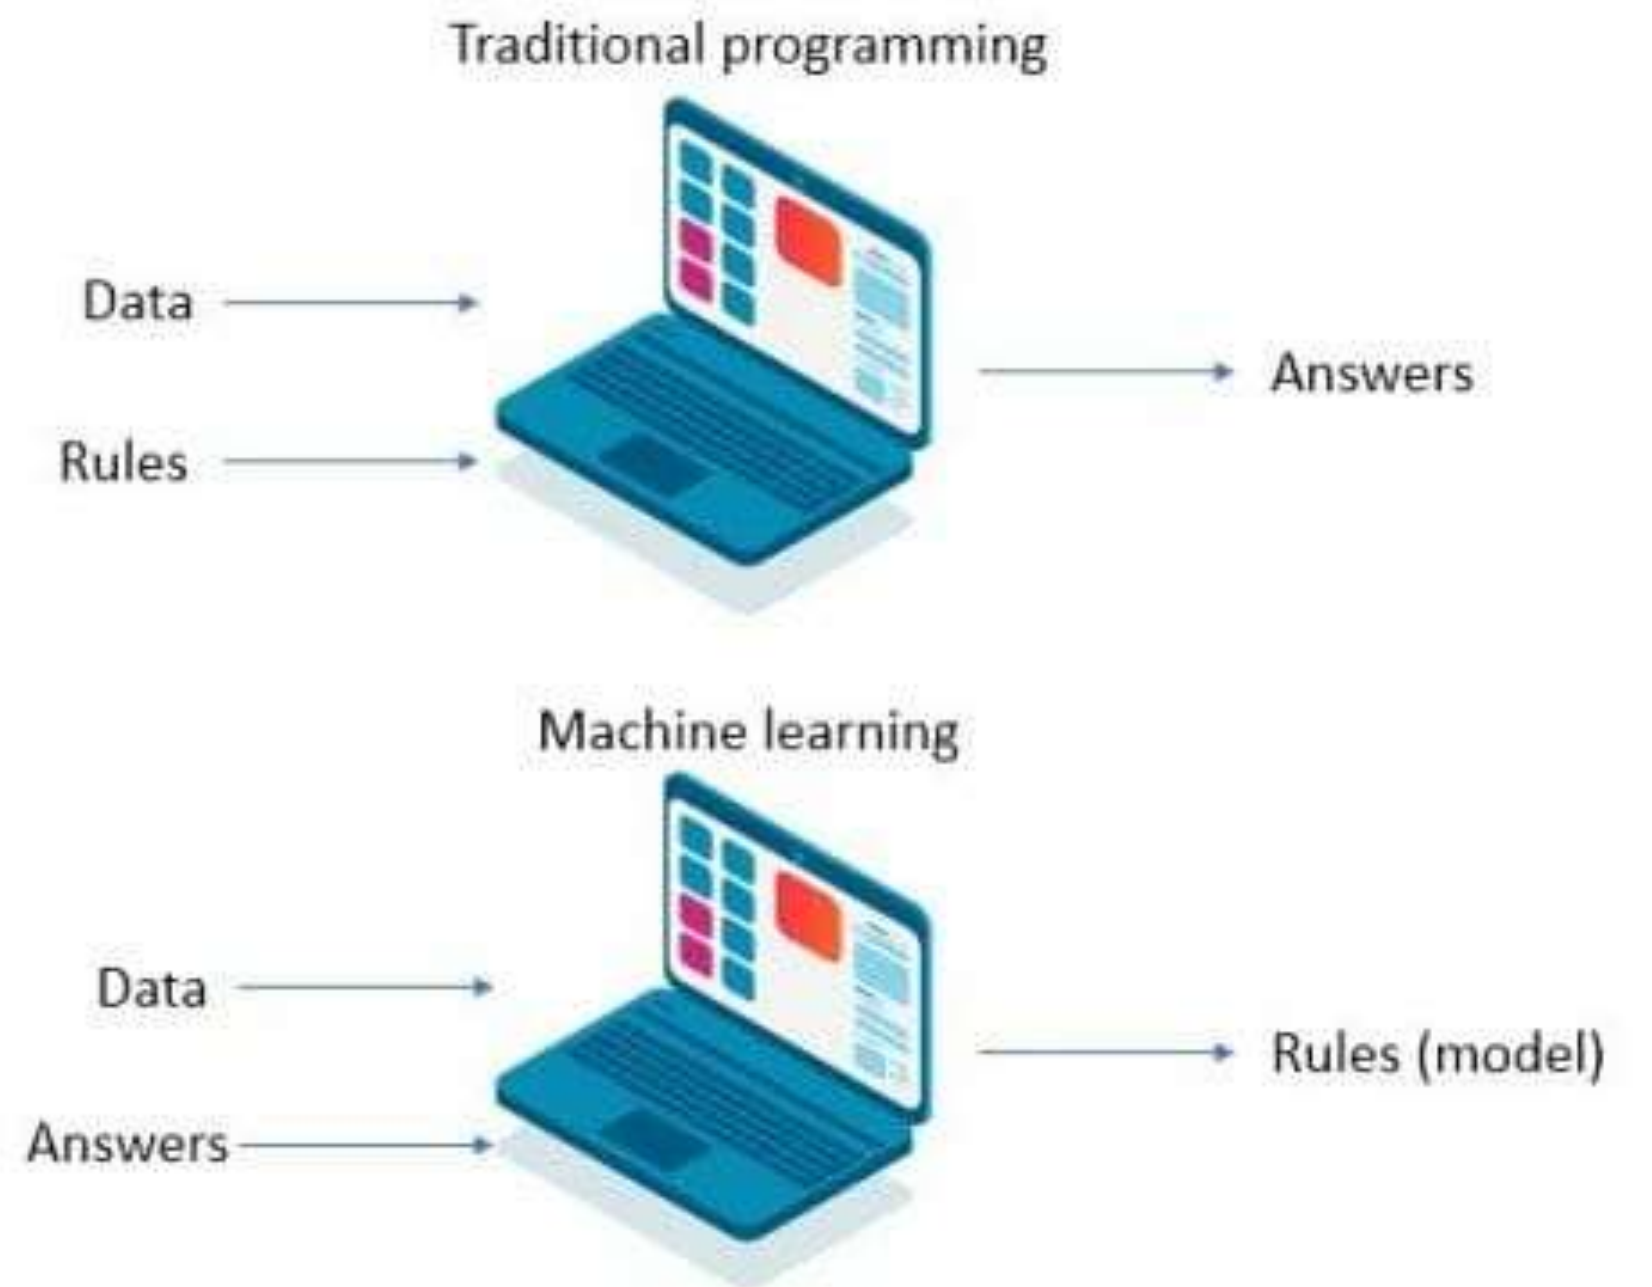 Traditional programming
Data
Rules
Answers
Machine learning
Data
Answers
Rules (model)